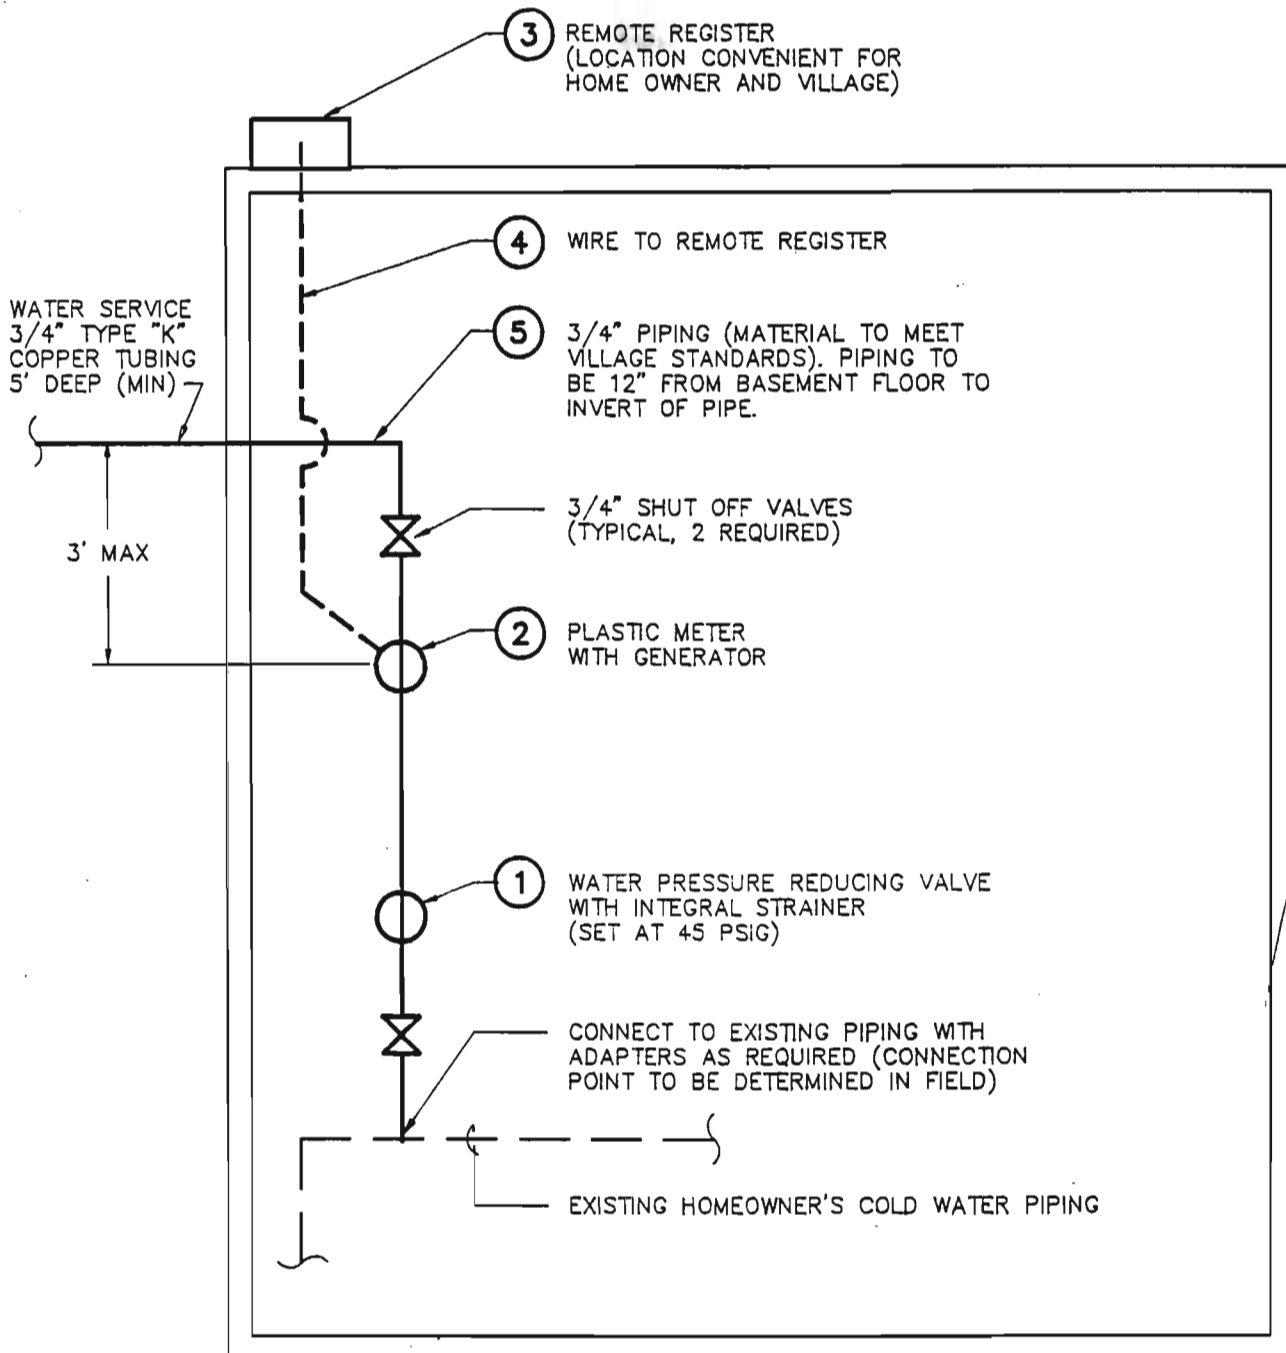 3
REMOTE REGISTER
(LOCATION CONVENIENT FOR
HOME OWNER AND VILLAGE)
4
WIRE TO REMOTE REGISTER
WATER SERVICE
3/4" TYPE "K"
COPPER TUBING
5' DEEP (MIN)
5
3/4" PIPING (MATERIAL TO MEET
VILLAGE STANDARDS). PIPING TO
BE 12" FROM BASEMENT FLOOR TO
INVERT OF PIPE.
3/4" SHUT OFF VALVES
(TYPICAL, 2 REQUIRED)
3' MAX
2
PLASTIC METER
WITH GENERATOR
1
WATER PRESSURE REDUCING VALVE
WITH INTEGRAL STRAINER
(SET AT 45 PSIG)
CONNECT TO EXISTING PIPING WITH
ADAPTERS AS REQUIRED (CONNECTION
POINT TO BE DETERMINED IN FIELD)
EXISTING HOMEOWNER'S COLD WATER PIPING